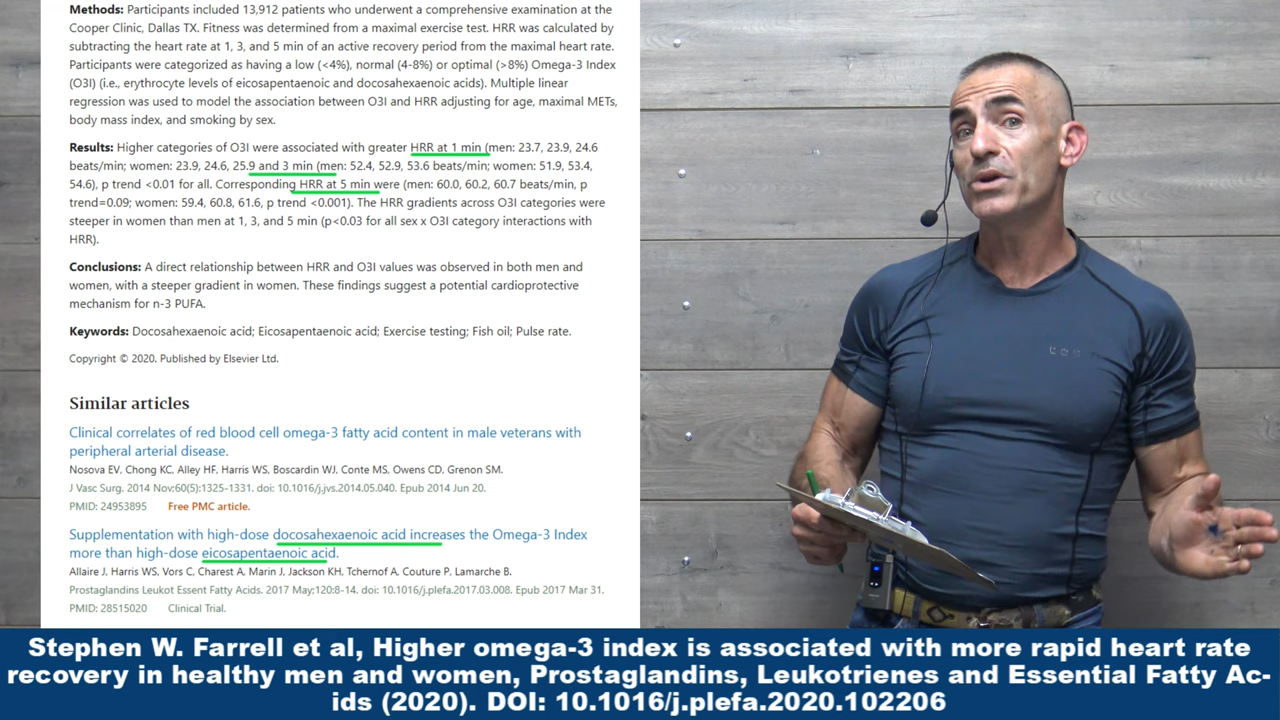 Methods: Participants included 13,912 patients who underwent a comprehensive examination at the
Cooper Clinic, Dallas TX. Fitness was determined from a maximal exercise test. HRR was calculated by
subtracting the heart rate at 1, 3, and 5 min of an active recovery period from the maximal heart rate.
Participants were categorized as having a low (<4%), normal (4-8%) or optimal (>8%) Omega-3 Index
(O3I) (i.e., erythrocyte levels of eicosapentaenoic and docosahexaenoic acids). Multiple linear
regression was used to model the association between O3I and HRR adjusting for age, maximal METs,
body mass index, and smoking by sex.
Results: Higher categories of O3I were associated with greater HRR at 1 min (men: 23.7, 23.9, 24.6
beats/min; women: 23.9, 24.6, 25.9 and 3 min (men: 52.4, 52.9, 53.6 beats/min; women: 51.9, 53.4,
54.6), p trend <0.01 for all. Corresponding HRR at 5 min were (men: 60.0, 60.2, 60.7 beats/min, p
trend=0.09; women: 59.4, 60.8, 61.6, p trend <0.001). The HRR gradients across O3I categories were
steeper in women than men at 1, 3, and 5 min (p<0.03 for all sex x O3I category interactions with
HRR).
Conclusions: A direct relationship between HRR and O3I values was observed in both men and
women, with a steeper gradient in women. These findings suggest a potential cardioprotective
mechanism for n-3 PUFA.
Keywords: Docosahexaenoic acid; Eicosapentaenoic acid; Exercise testing; Fish oil; Pulse rate.
Copyright © 2020. Published by Elsevier Ltd.
Similar articles
Clinical correlates of red blood cell omega-3 fatty acid content in male veterans with
peripheral arterial disease.
Nosova EV, Chong KC, Alley HF, Harris WS, Boscardin WJ, Conte MS, Owens CD, Grenon SM.
J Vasc Surg. 2014 Nov;60(5):1325-1331. doi: 10.1016/j.jvs.2014.05.040. Epub 2014 Jun 20.
PMID: 24953895 Free PMC article.
Supplementation with high-dose docosahexaenoic acid increases the Omega-3 Index
more than high-dose eicosapentaenoic acid.
Allaire J, Harris WS, Vors C, Charest A, Marin J, Jackson KH, Tchernof A, Couture P, Lamarche B.
Prostaglandins Leukot Essent Fatty Acids. 2017 May;120:8-14. doi: 10.1016/j.plefa.2017.03.008. Epub 2017 Mar 31.
PMID: 28515020 Clinical Trial.
Stephen W. Farrell et al, Higher omega-3 index is associated with more rapid heart rate
recovery in healthy men and women, Prostaglandins, Leukotrienes and Essential Fatty Ac-
ids (2020). DOI: 10.1016/j.plefa.2020.102206